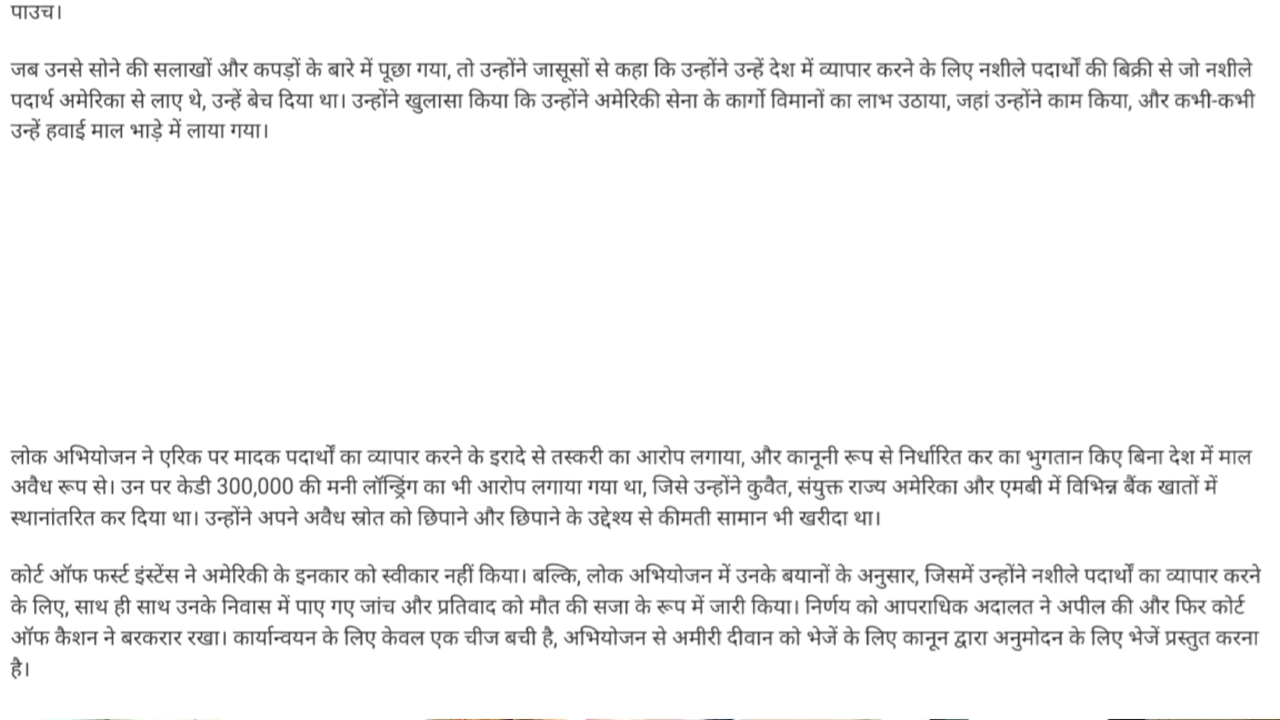 पाउच।
जब उनसे सोने की सलाखों और कपड़ों के बारे में पूछा गया, तो उन्होंने जासूसों से कहा कि उन्होंने उन्हें देश में व्यापार करने के लिए नशीले पदार्थों की बिक्री से जो नशीले
पदार्थ अमेरिका से लाए थे, उन्हें बेच दिया था। उन्होंने खुलासा किया कि उन्होंने अमेरिकी सेना के कार्गो विमानों का लाभ उठाया, जहां उन्होंने काम किया, और कभी-कभी
उन्हें हवाई माल भाड़े में लाया गया।
लोक अभियोजन ने एरिक पर मादक पदार्थों का व्यापार करने के इरादे से तस्करी का आरोप लगाया, और कानूनी रूप से निर्धारित कर का भुगतान किए बिना देश में माल
अवैध रूप से। उन पर केडी 300,000 की मनी लॉन्ड्रिंग का भी आरोप लगाया गया था, जिसे उन्होंने कुवैत, संयुक्त राज्य अमेरिका और एमबी में विभिन्न बैंक खातों में
स्थानांतरित कर दिया था। उन्होंने अपने अवैध स्रोत को छिपाने और छिपाने के उद्देश्य से कीमती सामान भी खरीदा था।
कोर्ट ऑफ फर्स्ट इंस्टेंस ने अमेरिकी के इनकार को स्वीकार नहीं किया। बल्कि, लोक अभियोजन में उनके बयानों के अनुसार, जिसमें उन्होंने नशीले पदार्थों का व्यापार करने
के लिए, साथ ही साथ उनके निवास में पाए गए जांच और प्रतिवाद को मौत की सजा के रूप में जारी किया। निर्णय को आपराधिक अदालत ने अपील की और फिर कोर्ट
ऑफ कैशन ने बरकरार रखा। कार्यान्वयन के लिए केवल एक चीज बची है, अभियोजन से अमीरी दीवान को भेजें के लिए कानून द्वारा अनुमोदन के लिए भेजें प्रस्तुत करना
है।